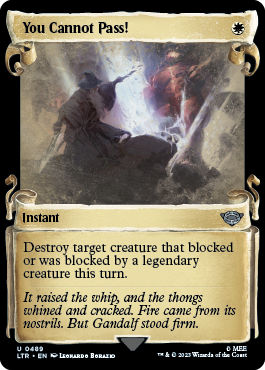 You Cannot Pass!
Instant
Destroy target creature that blocked
or was blocked by a legendary
creature this turn.
It raised the whip, and the thongs
whined and cracked. Fire came from its
nostrils. But Gandalf stood firm.
U 0489 © MEE
LTR • EN Leonardo Borazio ™ & © 2023 Wizards of the Coast